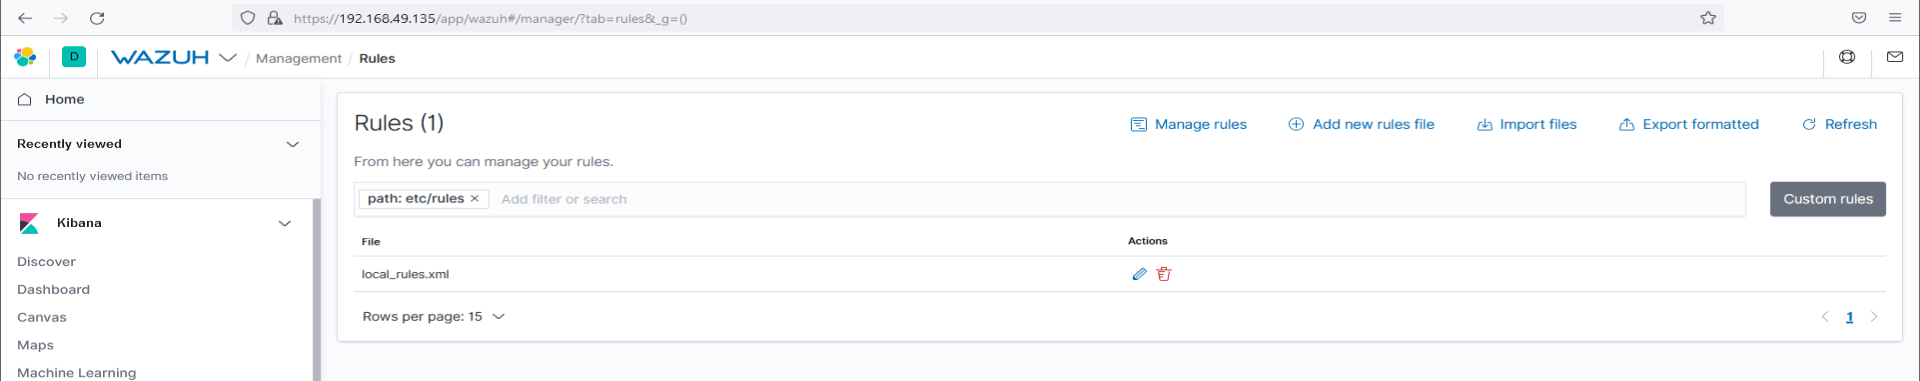 https://192.168.49.135/app/wazuh#/manager/?tab=rules&_g=()
D WAZUH / Management / Rules
Home
Recently viewed
No recently viewed items
Kibana
Discover
Dashboard
Canvas
Maps
Machine Learning
Rules (1)
Manage rules Add new rules file Import files Export formatted Refresh
From here you can manage your rules.
path: etc/rules × Add filter or search Custom rules
File Actions
local_rules.xml
Rows per page: 15 < 1 >